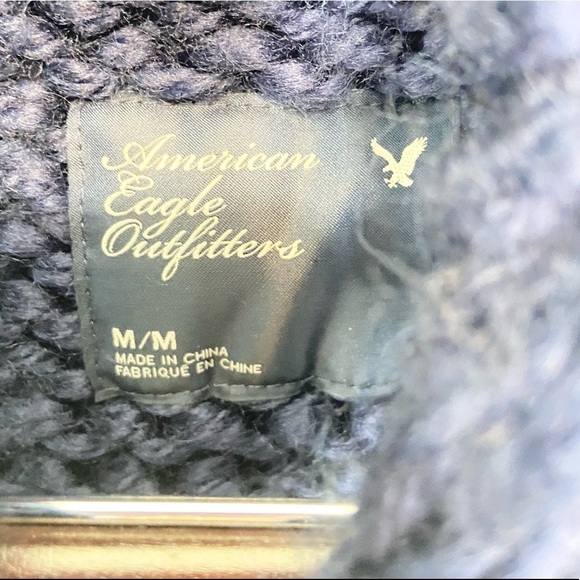 American
Eagle
Outfitters
M/M
MADE IN CHINA
FABRIQUÉ EN CHINE